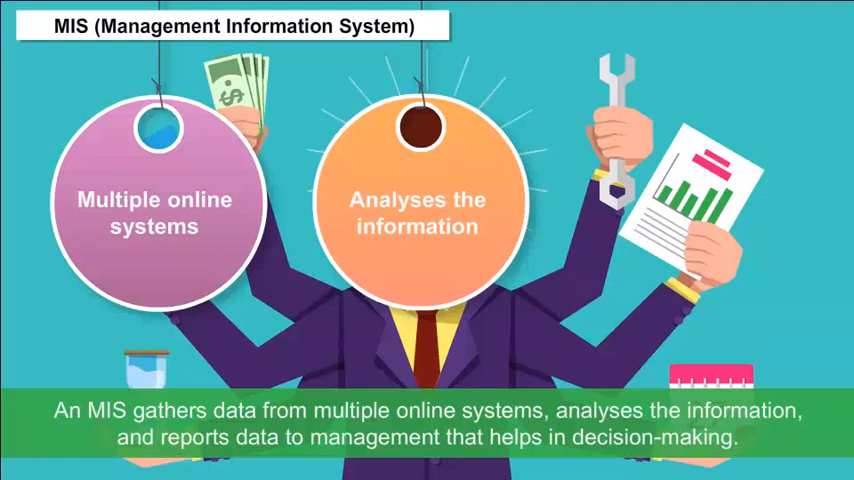 MIS (Management Information System)
Multiple online
systems
Analyses the
information
An MIS gathers data from multiple online systems, analyses the information,
and reports data to management that helps in decision-making.